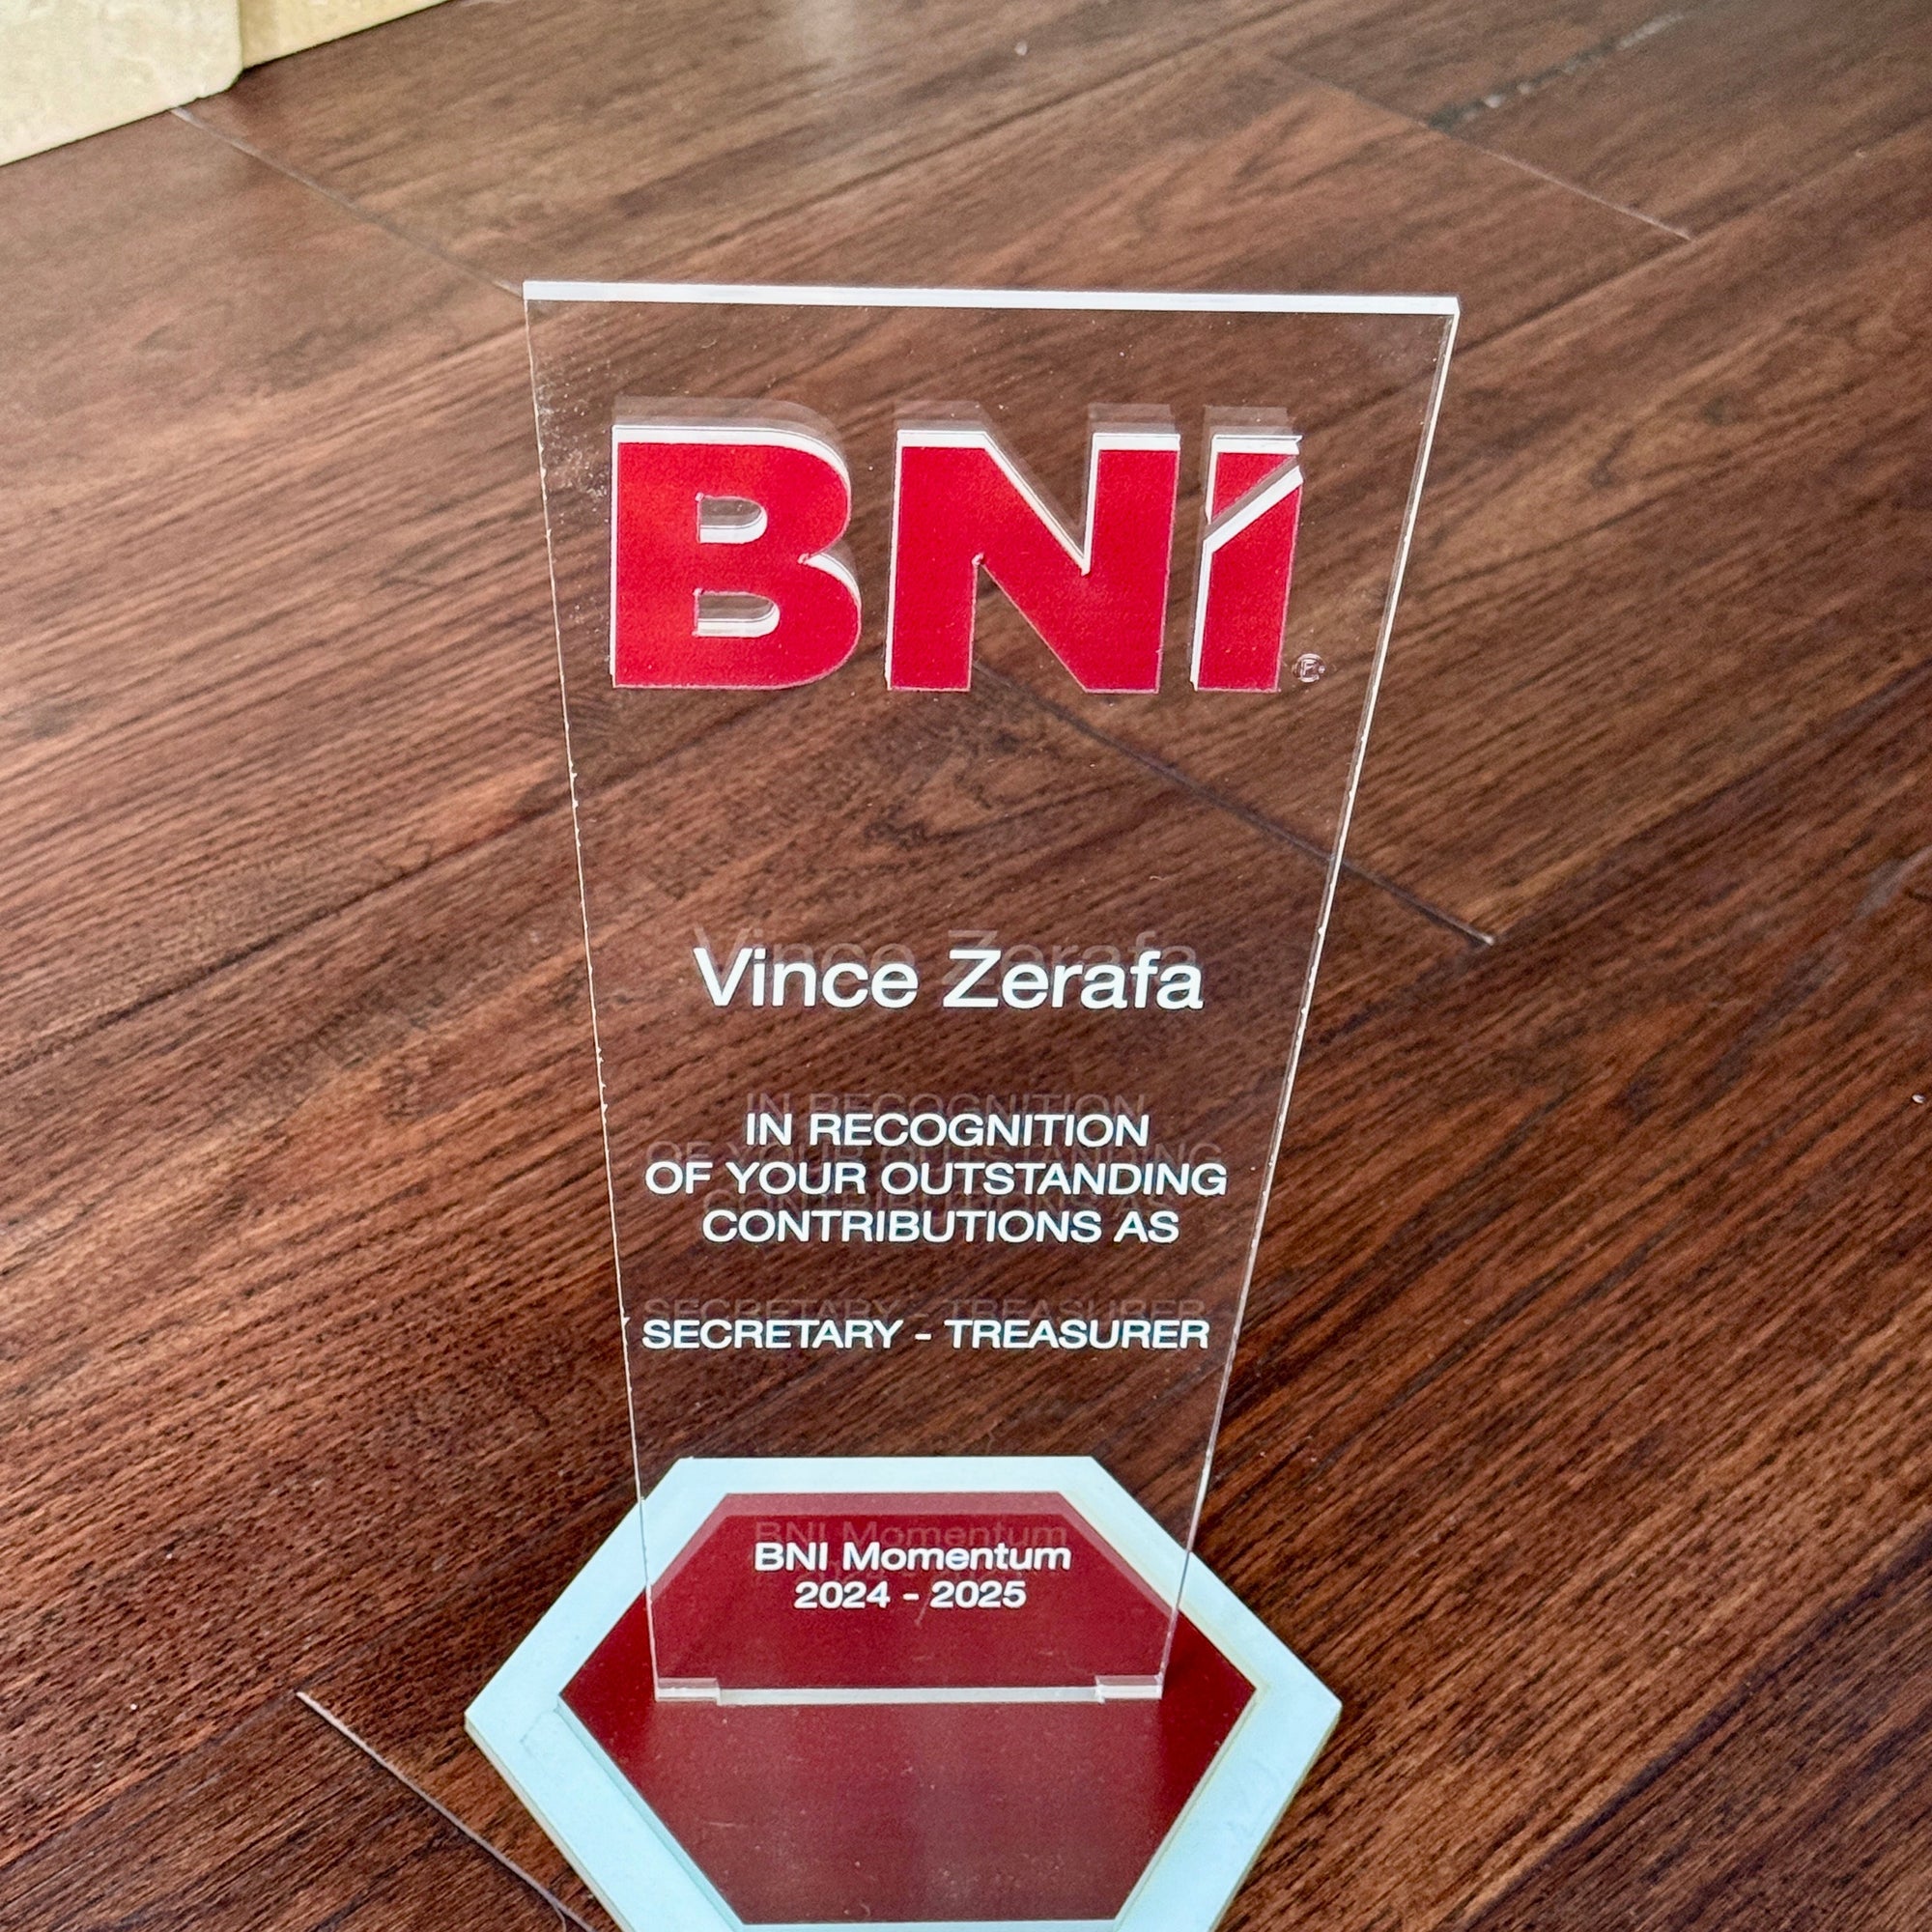 BNI®
Vince Zerafa
IN RECOGNITION
OF YOUR OUTSTANDING
CONTRIBUTIONS AS
SECRETARY - TREASURER
BNI Momentum
2024 - 2025